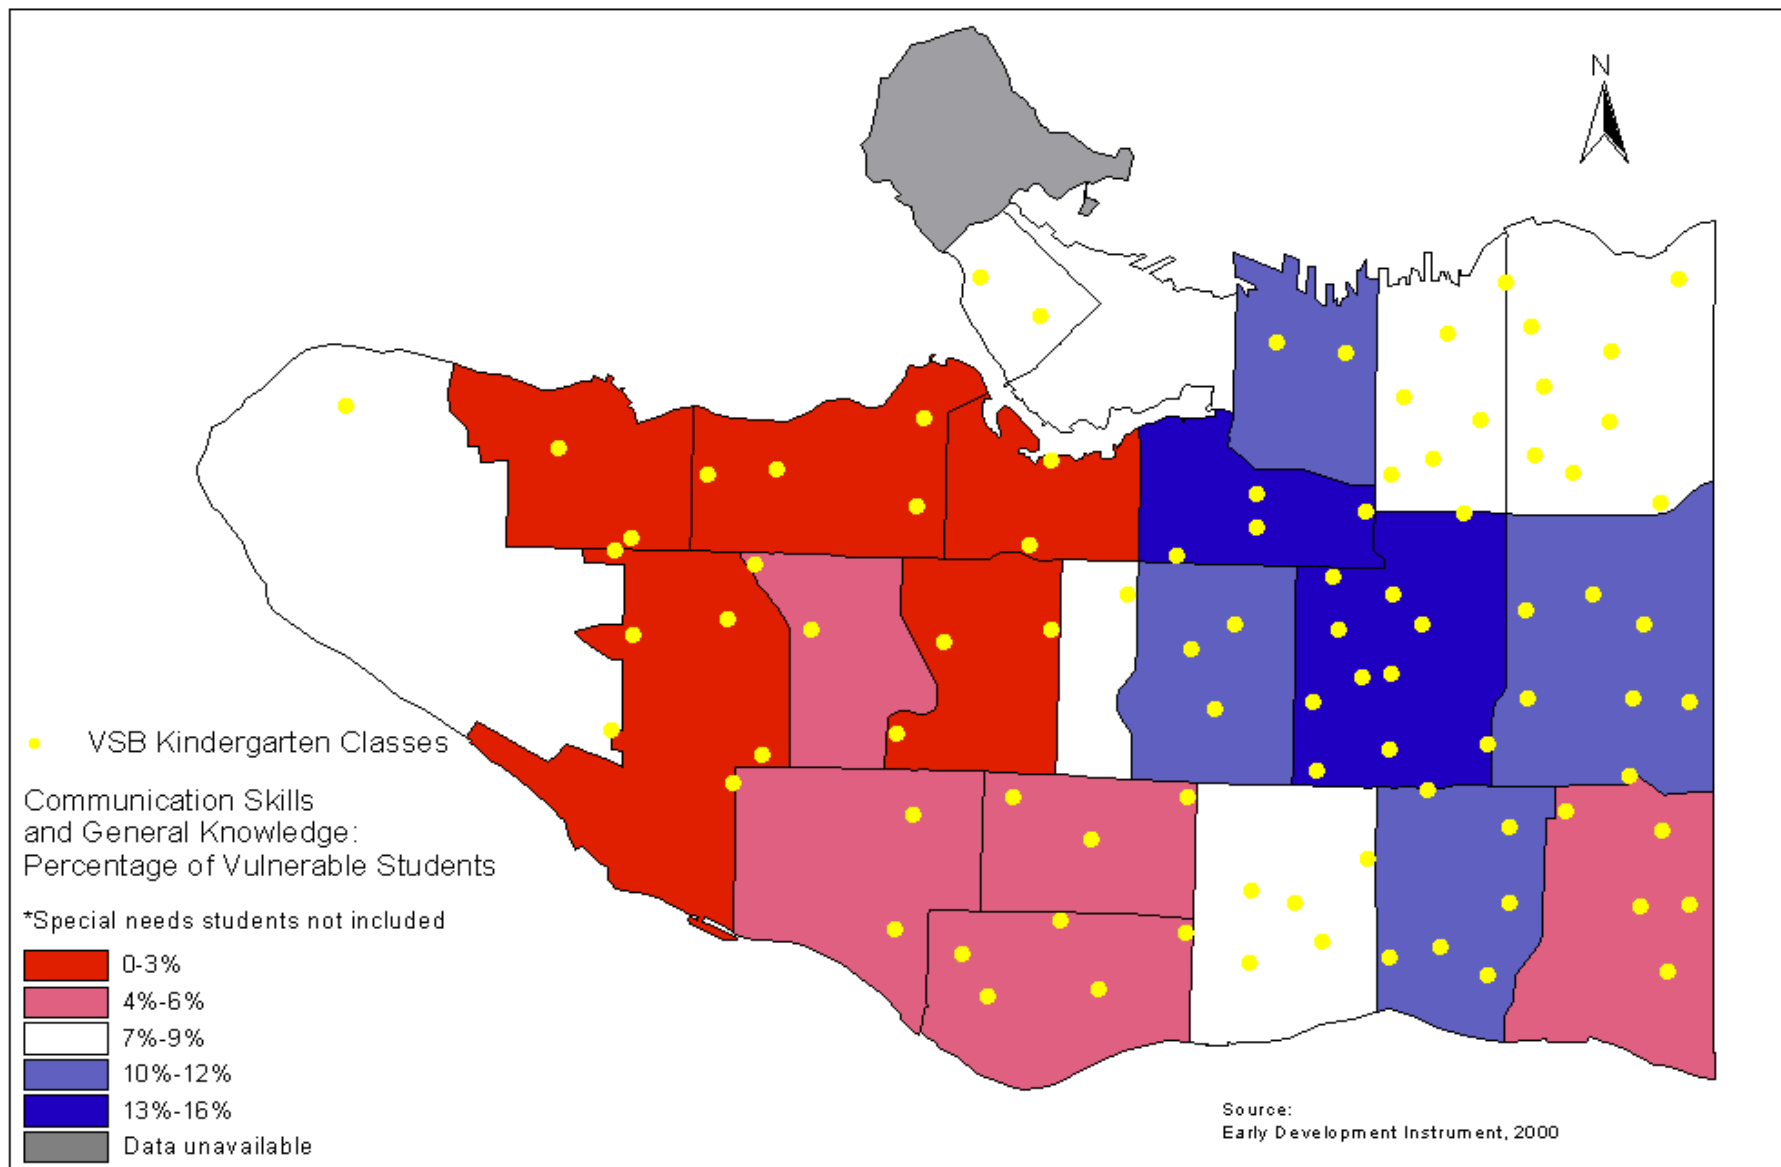 N
VSB Kindergarten Classes
Communication Skills
and General Knowledge:
Percentage of Vulnerable Students
*Special needs students not included
0-3%
4%-6%
7%-9%
10%-12%
13%-16%
Data unavailable
Source:
Early Development Instrument, 2000